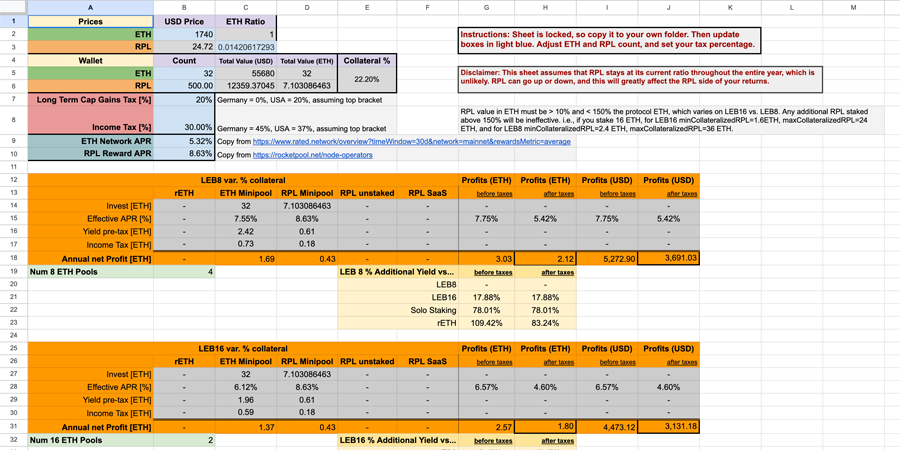 A B C D E F G H I J K L M
1 Prices USD Price ETH Ratio
2 ETH 1740 1 Instructions: Sheet is locked, so copy it to your own folder. Then update
boxes in light blue. Adjust ETH and RPL count, and set your tax percentage.
3 RPL 24.72 0.01420617293
4 Wallet Count Total Value (USD) Total Value (ETH) Collateral %
5 ETH 32 55680 32 22.20% Disclaimer: This sheet assumes that RPL stays at its current ratio throughout the entire year, which is
unlikely. RPL can go up or down, and this will greatly affect the RPL side of your returns.
6 RPL 500.00 12359.37045 7.103086463
7 Long Term Cap Gains Tax [%] 20% Germany = 0%, USA = 20%, assuming top bracket
RPL value in ETH must be > 10% and < 150% the protocol ETH, which varies on LEB16 vs. LEB8. Any additional RPL staked
above 150% will be ineffective. i.e., if you stake 16 ETH, for LEB16 minCollateralizedRPL=1.6ETH, maxCollateralizedRPL=24
ETH, and for LEB8 minCollateralizedRPL=2.4 ETH, maxCollateralizedRPL=36 ETH.
8 Income Tax [%] 30.00% Germany = 45%, USA = 37%, assuming top bracket
9 ETH Network APR 5.32% Copy from https://www.rated.network/overview?timeWindow=30d&network=mainnet&rewardsMetric=average
10 RPL Reward APR 8.63% Copy from https://rocketpool.net/node-operators
11
12 LEB8 var. % collateral Profits (ETH) Profits (ETH) Profits (USD) Profits (USD)
13 rETH ETH Minipool RPL Minipool RPL unstaked RPL SaaS before taxes after taxes before taxes after taxes
14 Invest [ETH] - 32 7.103086463 - - - - - -
15 Effective APR [%] - 7.55% 8.63% - - 7.75% 5.42% 7.75% 5.42%
16 Yield pre-tax [ETH] - 2.42 0.61 - - - - - -
17 Income Tax [ETH] - 0.73 0.18 - - - - - -
18 Annual net Profit [ETH] - 1.69 0.43 - - 3.03 2.12 5,272.90 3,691.03
19 Num 8 ETH Pools 4 LEB 8 % Additional Yield vs... before taxes after taxes
20 LEB8 - -
21 LEB16 17.88% 17.88%
22 Solo Staking 78.01% 78.01%
23 rETH 109.42% 83.24%
24
25 LEB16 var. % collateral Profits (ETH) Profits (ETH) Profits (USD) Profits (USD)
26 rETH ETH Minipool RPL Minipool RPL unstaked RPL SaaS before taxes after taxes before taxes after taxes
27 Invest [ETH] - 32 7.103086463 - - - - - -
28 Effective APR [%] - 6.12% 8.63% - - 6.57% 4.60% 6.57% 4.60%
29 Yield pre-tax [ETH] - 1.96 0.61 - - - - - -
30 Income Tax [ETH] - 0.59 0.18 - - - - - -
31 Annual net Profit [ETH] - 1.37 0.43 - - 2.57 1.80 4,473.12 3,131.18
32 Num 16 ETH Pools 2 LEB16 % Additional Yield vs... before taxes after taxes